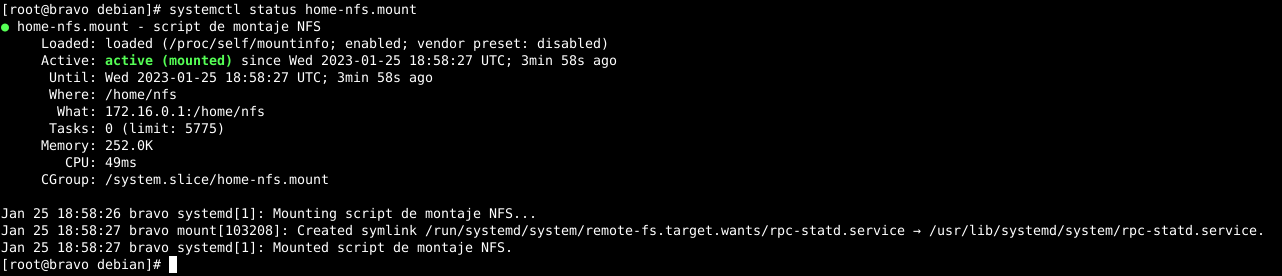 [root@bravo debian]# systemctl status home-nfs.mount
● home-nfs.mount - script de montaje NFS
     Loaded: loaded (/proc/self/mountinfo; enabled; vendor preset: disabled)
     Active: active (mounted) since Wed 2023-01-25 18:58:27 UTC; 3min 58s ago
      Until: Wed 2023-01-25 18:58:27 UTC; 3min 58s ago
      Where: /home/nfs
       What: 172.16.0.1:/home/nfs
      Tasks: 0 (limit: 5775)
     Memory: 252.0K
        CPU: 49ms
     CGroup: /system.slice/home-nfs.mount

Jan 25 18:58:26 bravo systemd[1]: Mounting script de montaje NFS...
Jan 25 18:58:27 bravo mount[103208]: Created symlink /run/systemd/system/remote-fs.target.wants/rpc-statd.service → /usr/lib/systemd/system/rpc-statd.service.
Jan 25 18:58:27 bravo systemd[1]: Mounted script de montaje NFS.
[root@bravo debian]#